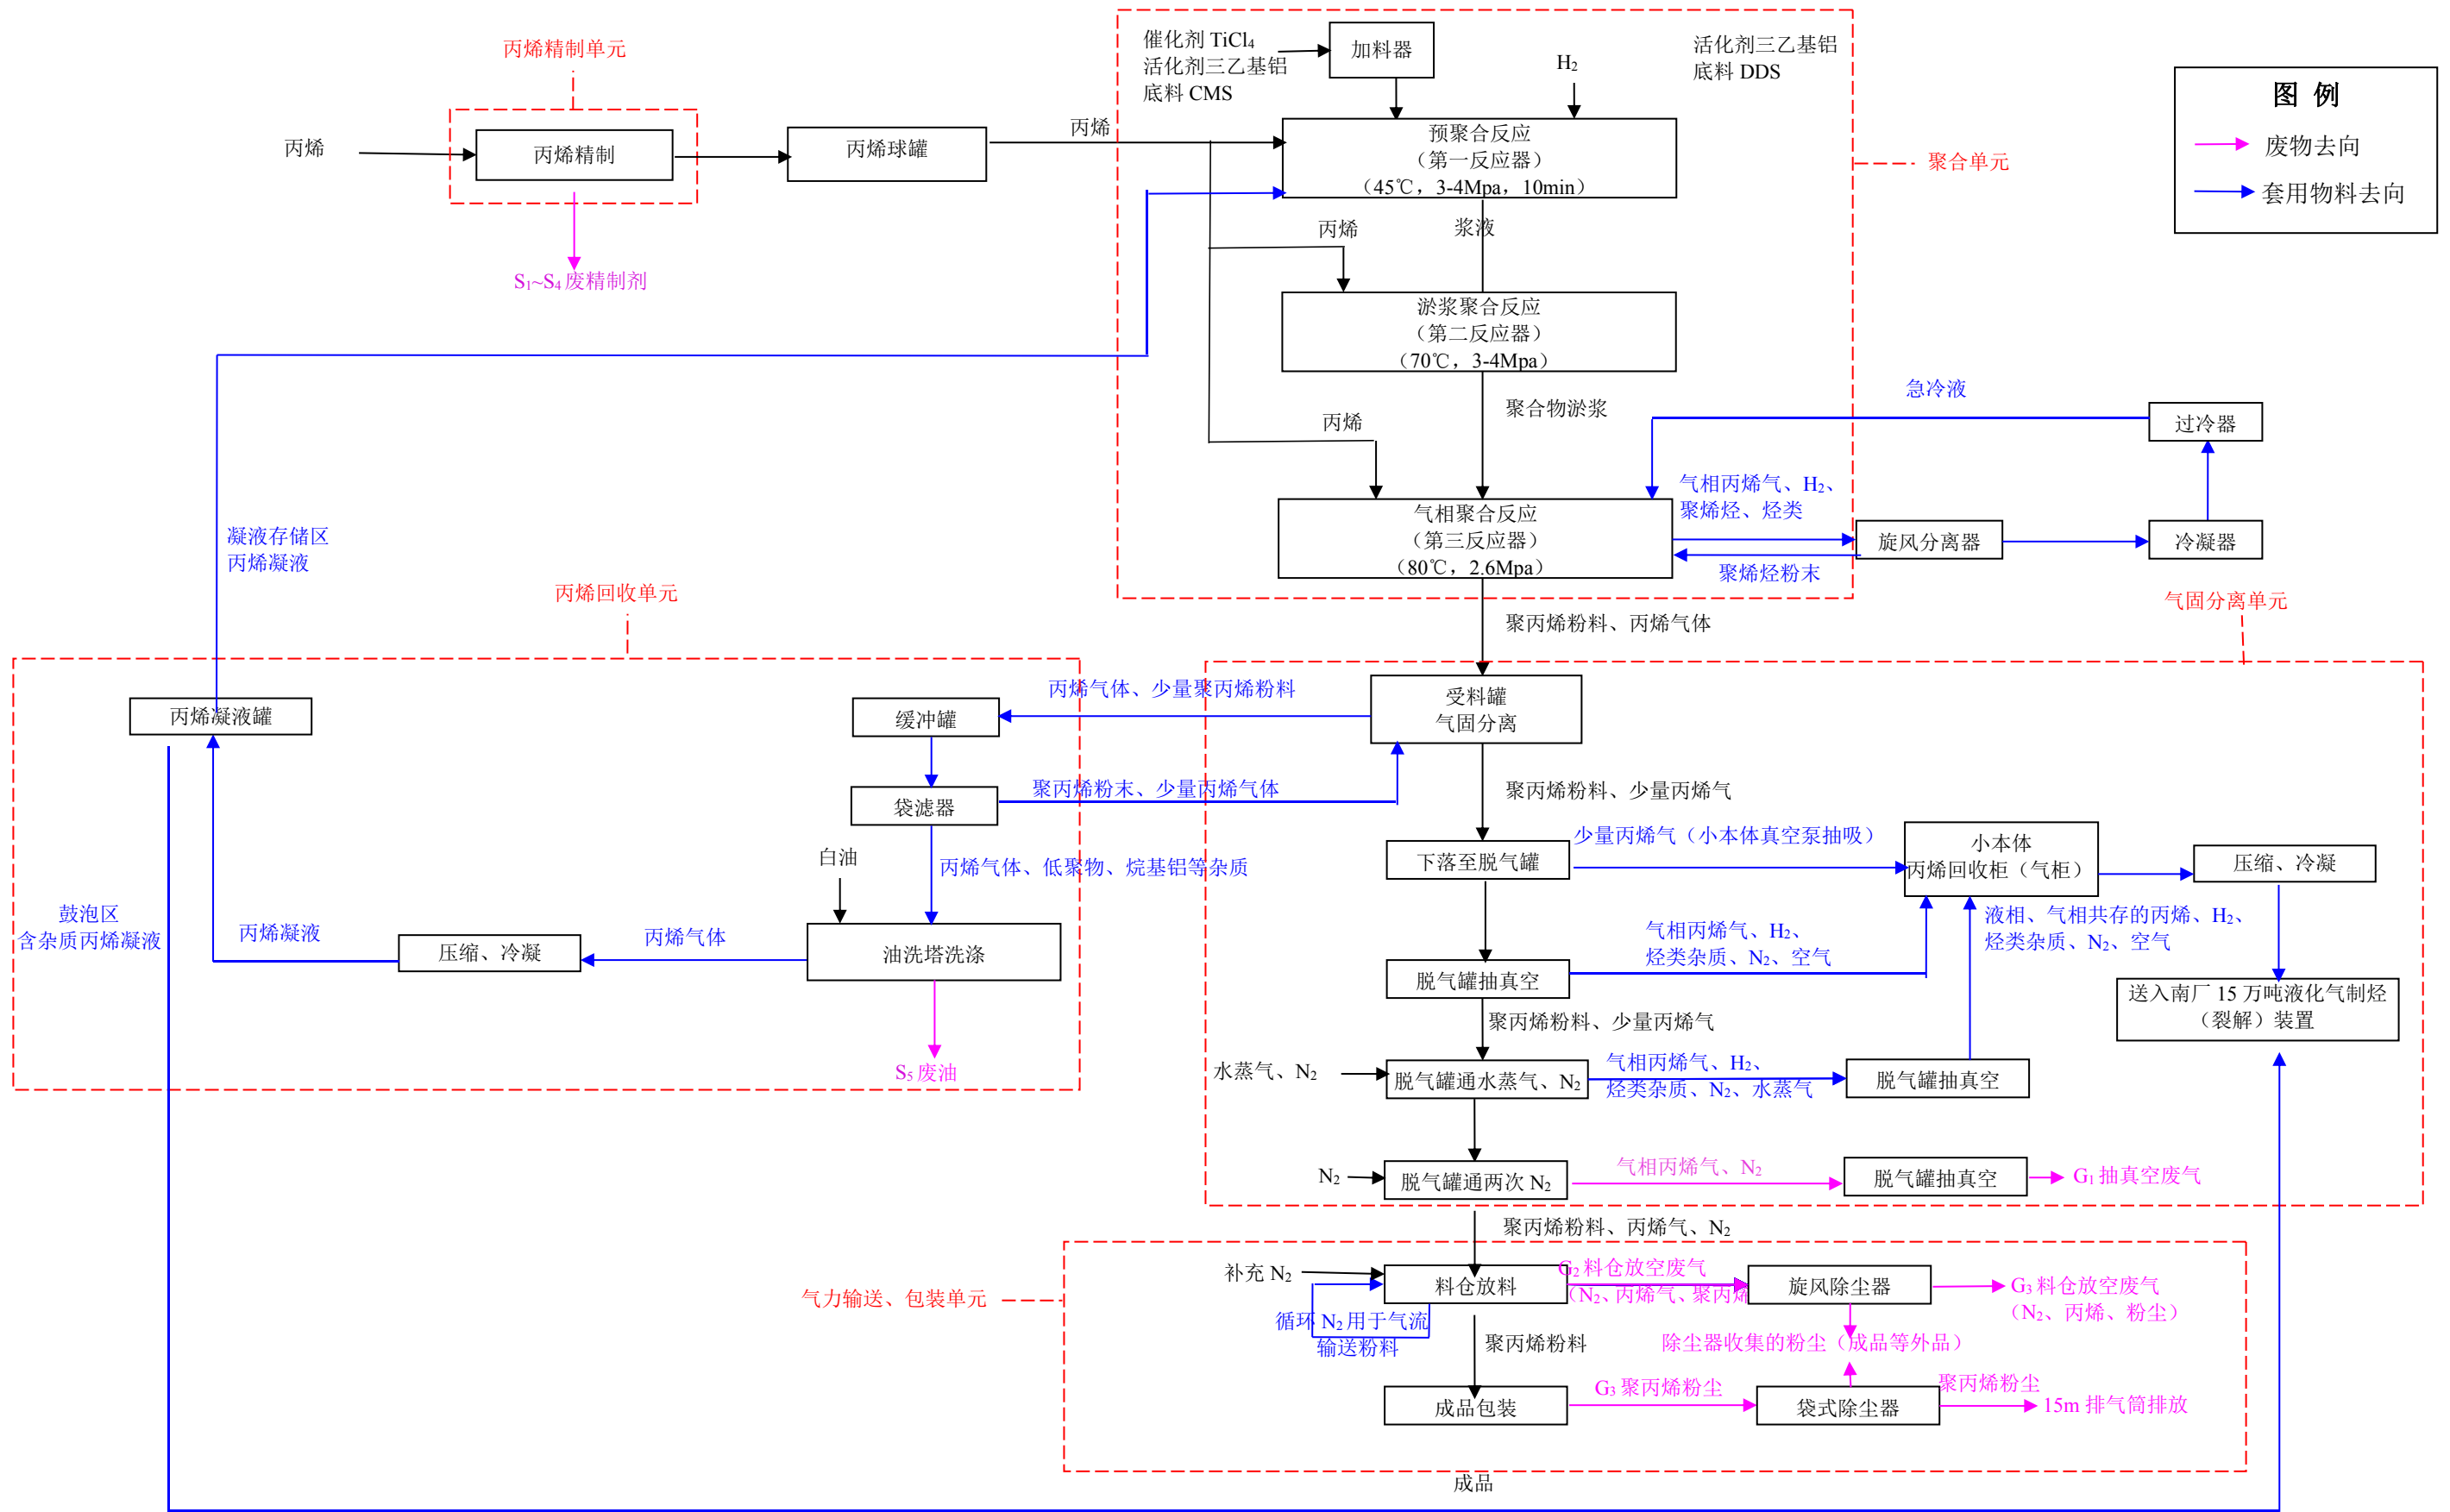 丙烯精制单元
丙烯
丙烯精制
S₁~S₄ 废精制剂
丙烯球罐
丙烯
催化剂 TiCl₄
活化剂三乙基铝
底料 CMS
加料器
H₂
活化剂三乙基铝
底料 DDS
图 例
废物去向
套用物料去向
预聚合反应
（第一反应器）
（45℃，3-4Mpa，10min）
聚合单元
丙烯
浆液
淤浆聚合反应
（第二反应器）
（70℃，3-4Mpa）
急冷液
过冷器
丙烯
聚合物淤浆
气相聚合反应
（第三反应器）
（80℃，2.6Mpa）
气相丙烯气、H₂、
聚烯烃、烃类
旋风分离器
冷凝器
聚烯烃粉末
凝液存储区
丙烯凝液
丙烯回收单元
聚丙烯粉料、丙烯气体
气固分离单元
丙烯凝液罐
缓冲罐
丙烯气体、少量聚丙烯粉料
受料罐
气固分离
袋滤器
聚丙烯粉末、少量丙烯气体
聚丙烯粉料、少量丙烯气
白油
丙烯气体、低聚物、烷基铝等杂质
下落至脱气罐
少量丙烯气（小本体真空泵抽吸）
小本体
丙烯回收柜（气柜）
压缩、冷凝
鼓泡区
含杂质丙烯凝液
丙烯凝液
压缩、冷凝
丙烯气体
油洗塔洗涤
S₅ 废油
气相丙烯气、H₂、
烃类杂质、N₂、空气
液相、气相共存的丙烯、H₂、
烃类杂质、N₂、空气
脱气罐抽真空
送入南厂 15 万吨液化气制烃
（裂解）装置
聚丙烯粉料、少量丙烯气
水蒸气、N₂
脱气罐通水蒸气、N₂
气相丙烯气、H₂、
烃类杂质、N₂、水蒸气
脱气罐抽真空
N₂
脱气罐通两次 N₂
气相丙烯气、N₂
脱气罐抽真空
G₁ 抽真空废气
聚丙烯粉料、丙烯气、N₂
气力输送、包装单元
补充 N₂
料仓放料
G₂ 料仓放空废气
（N₂、丙烯气、聚丙烯
旋风除尘器
G₃ 料仓放空废气
（N₂、丙烯、粉尘）
循环 N₂ 用于气流
输送粉料
聚丙烯粉料
除尘器收集的粉尘（成品等外品）
成品包装
G₃ 聚丙烯粉尘
袋式除尘器
聚丙烯粉尘
15m 排气筒排放
成品